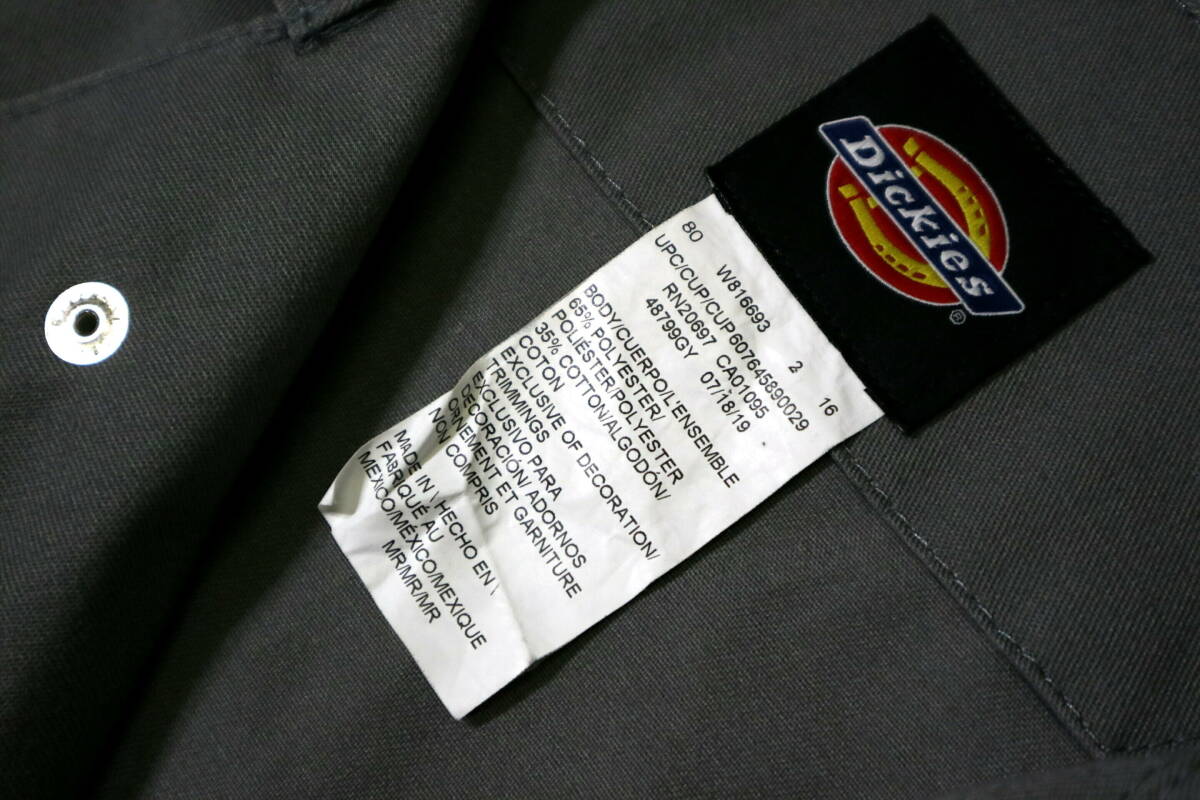 Dickies
®
80 W816693 2 16
UPC/CUP/CUP607645890029
RN20697 CA01095
48799GY 07/18/19
BODY/CUERPO/L'ENSEMBLE
65% POLYESTER/
POLIÉSTER/POLYESTER
35% COTTON/ALGODÓN/
COTON
EXCLUSIVE OF DECORATION/
TRIMMINGS
EXCLUSIVO PARA
DECORACIÓN/ ADORNOS
ORNEMENT ET GARNITURE
NON COMPRIS
MADE IN \ HECHO EN \
FABRIQUÉ AU
MEXICO/MÉXICO/MEXIQUE
MR/MR/MR